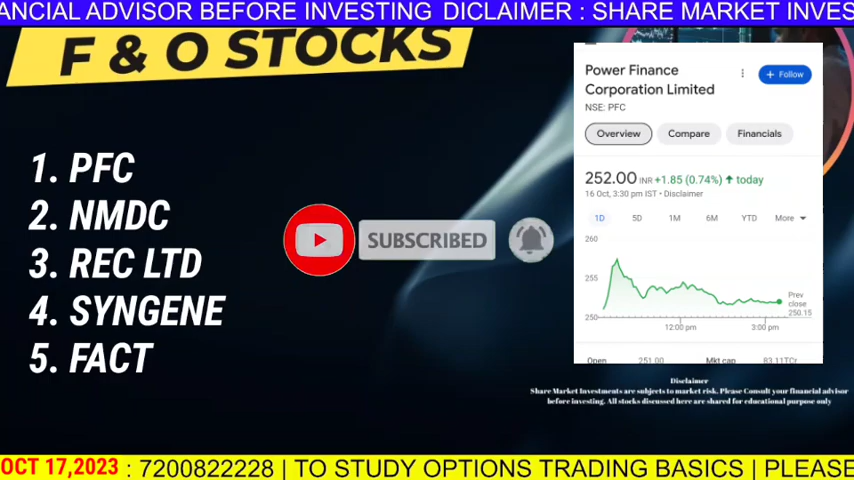 ANCIAL ADVISOR BEFORE INVESTING DICLAIMER : SHARE MARKET INVES
F & O STOCKS
1. PFC
2. NMDC
3. REC LTD
4. SYNGENE
5. FACT
SUBSCRIBED
Power Finance
Corporation Limited
+ Follow
NSE: PFC
Overview
Compare
Financials
252.00 INR +1.85 (0.74%) ↑ today
16 Oct, 3:30 pm IST • Disclaimer
1D 5D 1M 6M YTD More
260
255
250
Prev
close
250.15
12:00 pm 3:00 pm
Open 251.00 Mkt cap 83.11TCr
Disclaimer
Share Market Investments are subjects to market risk. Please Consult your financial advisor
before investing. All stocks discussed here are shared for educational purpose only
OCT 17,2023 : 7200822228 | TO STUDY OPTIONS TRADING BASICS | PLEASE